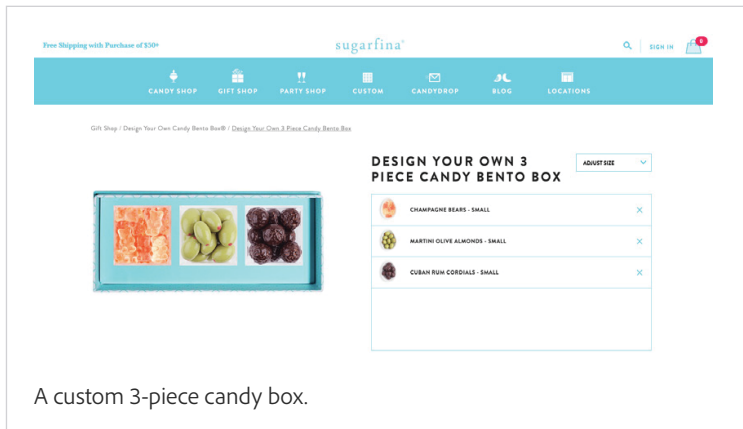 Free Shipping with Purchase of $50+
sugarfina®
SIGN IN
0
CANDY SHOP
GIFT SHOP
PARTY SHOP
CUSTOM
CANDYDROP
BLOG
LOCATIONS
Gift Shop / Design Your Own Candy Bento Box® / Design Your Own 3 Piece Candy Bento Box
DESIGN YOUR OWN 3
PIECE CANDY BENTO BOX
ADJUST SIZE
CHAMPAGNE BEARS - SMALL
MARTINI OLIVE ALMONDS - SMALL
CUBAN RUM CORDIALS - SMALL
A custom 3-piece candy box.